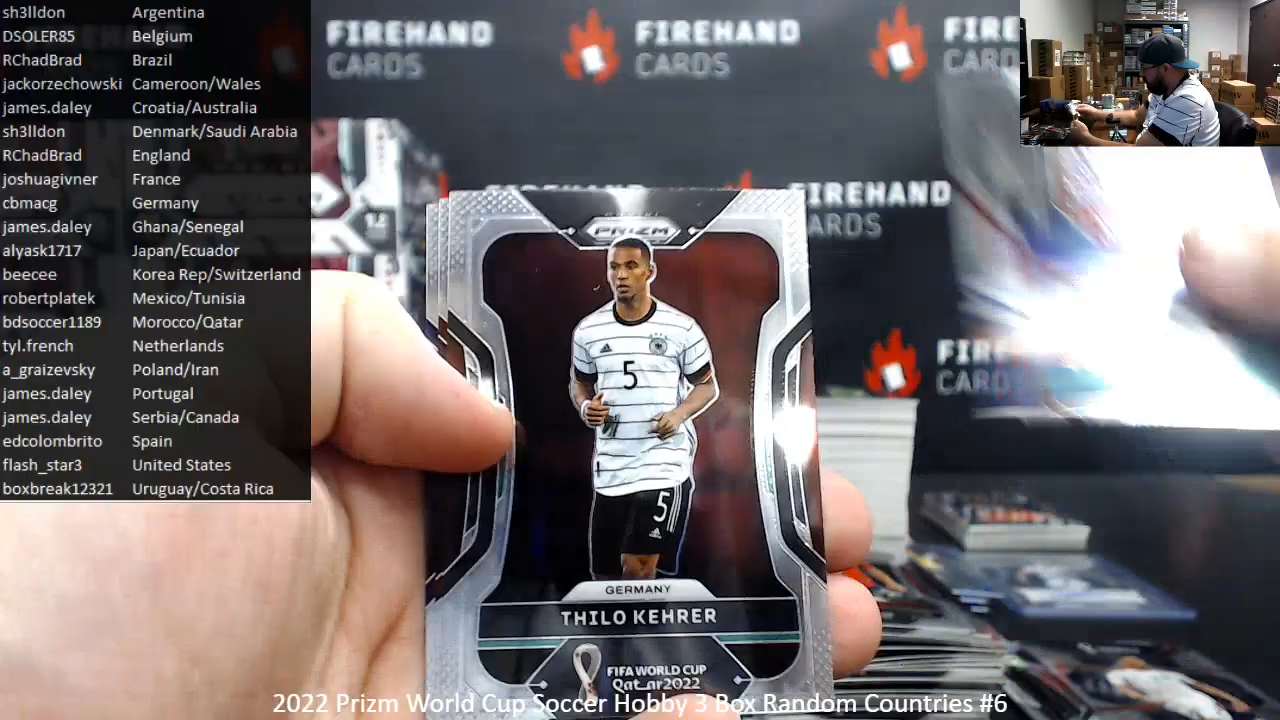 sh3lldon Argentina
DSOLER85 Belgium
RChadBrad Brazil
jackorzechowski Cameroon/Wales
james.daley Croatia/Australia
sh3lldon Denmark/Saudi Arabia
RChadBrad England
joshuagivner France
cbmacg Germany
james.daley Ghana/Senegal
alyask1717 Japan/Ecuador
beecee Korea Rep/Switzerland
robertplatek Mexico/Tunisia
bdsoccer1189 Morocco/Qatar
tyl.french Netherlands
a_graizevsky Poland/Iran
james.daley Portugal
james.daley Serbia/Canada
edcolombrito Spain
flash_star3 United States
boxbreak12321 Uruguay/Costa Rica
FIREHAND
CARDS
FIREHAND
CARDS
FIREHAND
CARDS
PRIZM
5
5
GERMANY
THILO KEHRER
FIFA WORLD CUP
Qatar2022
2022 Prizm World Cup Soccer Hobby 3 Box Random Countries #6